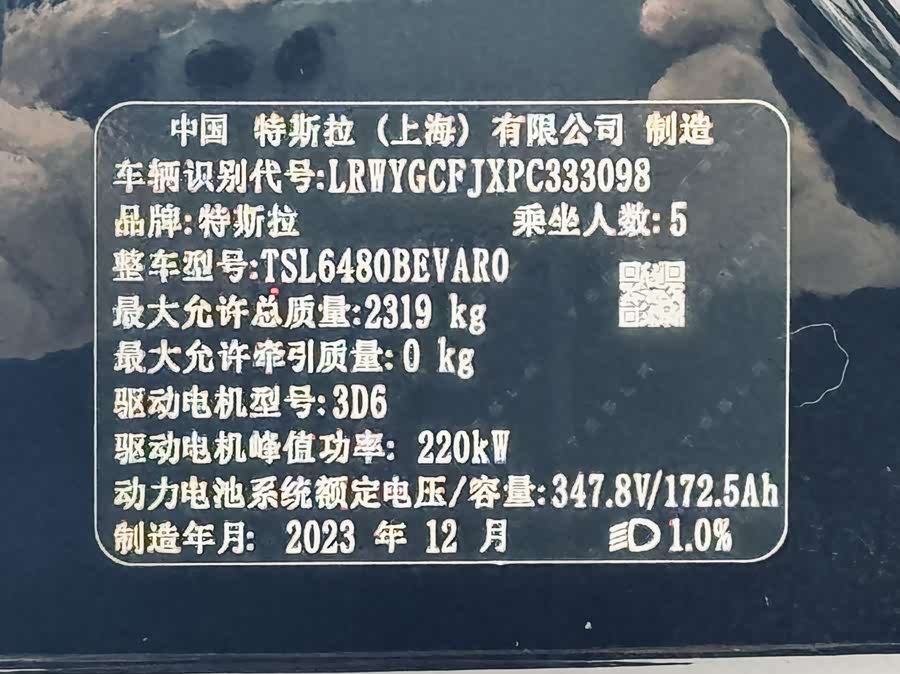 中国 特斯拉（上海）有限公司 制造
车辆识别代号:LRWYGCFJXPC333098
品牌:特斯拉 乘坐人数:5
整车型号:TSL6480BEVAR0
最大允许总质量:2319 kg
最大允许牵引质量:0 kg
驱动电机型号:3D6
驱动电机峰值功率: 220kW
动力电池系统额定电压/容量:347.8V/172.5Ah
制造年月: 2023 年 12 月 1.0%